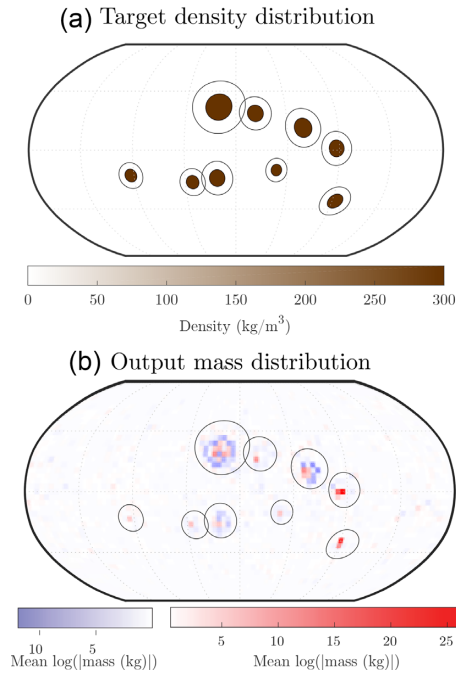 (a) Target density distribution
0 50 100 150 200 250 300
Density (kg/m³)
(b) Output mass distribution
10 5
5 10 15 20 25
Mean log(|mass (kg)|) Mean log(|mass (kg)|)